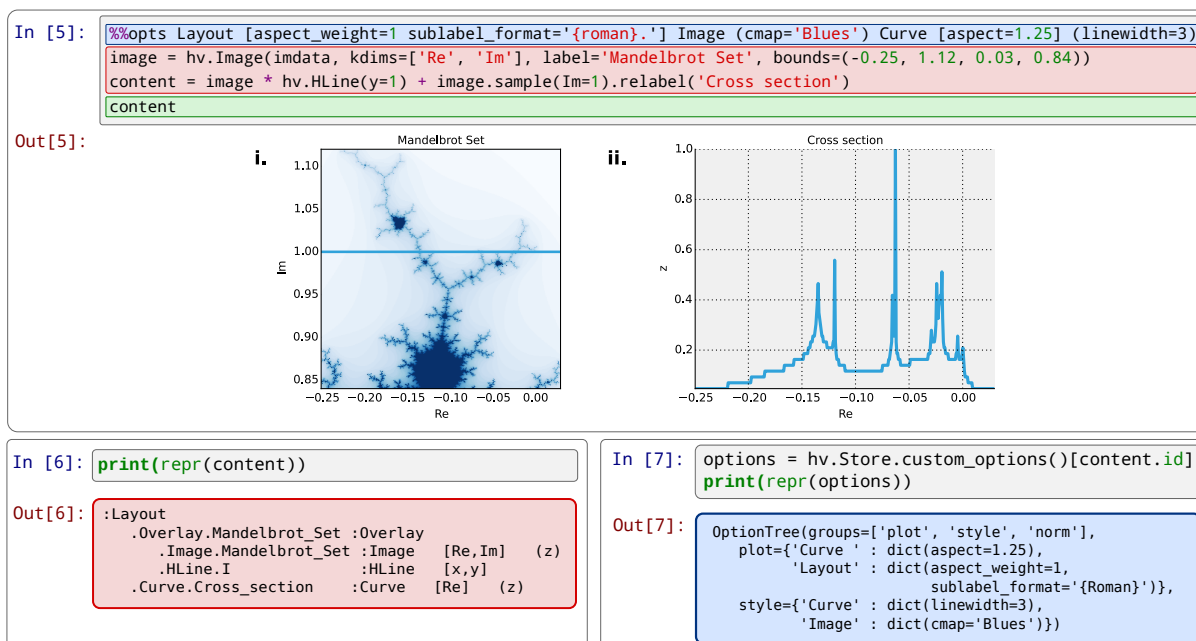 In [5]:
%%opts Layout [aspect_weight=1 sublabel_format='{roman}.'] Image (cmap='Blues') Curve [aspect=1.25] (linewidth=3)
image = hv.Image(imdata, kdims=['Re', 'Im'], label='Mandelbrot Set', bounds=(-0.25, 1.12, 0.03, 0.84))
content = image * hv.HLine(y=1) + image.sample(Im=1).relabel('Cross section')
content
Out[5]:
i.
Mandelbrot Set
1.10
1.05
1.00
0.95
0.90
0.85
Im
−0.25 −0.20 −0.15 −0.10 −0.05 0.00
Re
ii.
Cross section
1.0
0.8
0.6
0.4
0.2
z
−0.25 −0.20 −0.15 −0.10 −0.05 0.00
Re
In [6]:
print(repr(content))
Out[6]:
:Layout
.Overlay.Mandelbrot_Set :Overlay
.Image.Mandelbrot_Set :Image [Re,Im] (z)
.HLine.I :HLine [x,y]
.Curve.Cross_section :Curve [Re] (z)
In [7]:
options = hv.Store.custom_options()[content.id]
print(repr(options))
Out[7]:
OptionTree(groups=['plot', 'style', 'norm'],
plot={'Curve ' : dict(aspect=1.25),
'Layout' : dict(aspect_weight=1,
sublabel_format='{Roman}')},
style={'Curve' : dict(linewidth=3),
'Image' : dict(cmap='Blues')})